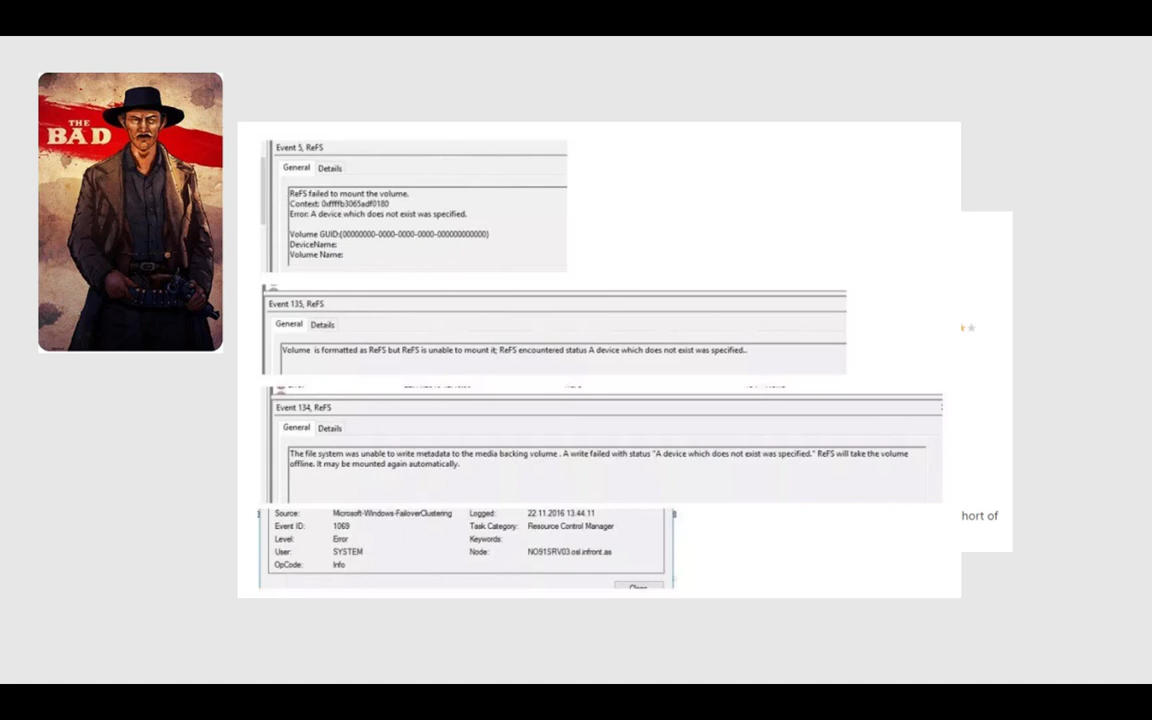 THE
BAD
Event 5, ReFS
General Details
ReFS failed to mount the volume.
Context: 0xffffb3065adf0180
Error: A device which does not exist was specified.
Volume GUID:{00000000-0000-0000-0000-000000000000}
DeviceName:
Volume Name:
Event 135, ReFS
General Details
Volume is formatted as ReFS but ReFS is unable to mount it; ReFS encountered status A device which does not exist was specified..
Event 134, ReFS
General Details
The file system was unable to write metadata to the media backing volume . A write failed with status "A device which does not exist was specified." ReFS will take the volume
offline. It may be mounted again automatically.
Source: Microsoft-Windows-FailoverClustering Logged: 22.11.2016 13.44.11
Event ID: 1069 Task Category: Resource Control Manager
Level: Error Keywords:
User: SYSTEM Node: NO91SRV03.osl.infront.as
OpCode: Info
hort of